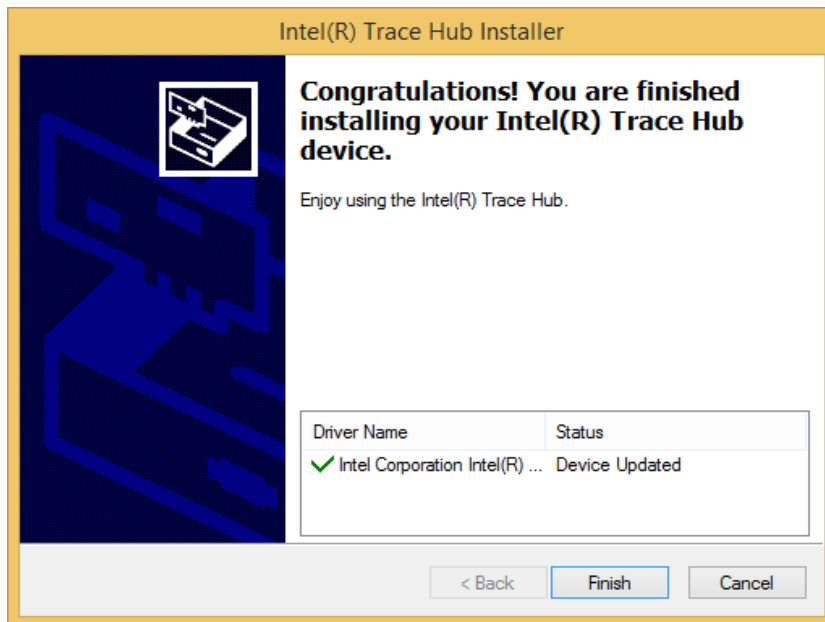 Intel(R) Trace Hub Installer
Congratulations! You are finished
installing your Intel(R) Trace Hub
device.
Enjoy using the Intel(R) Trace Hub.
Driver Name Status
Intel Corporation Intel(R) ... Device Updated
< Back Finish Cancel